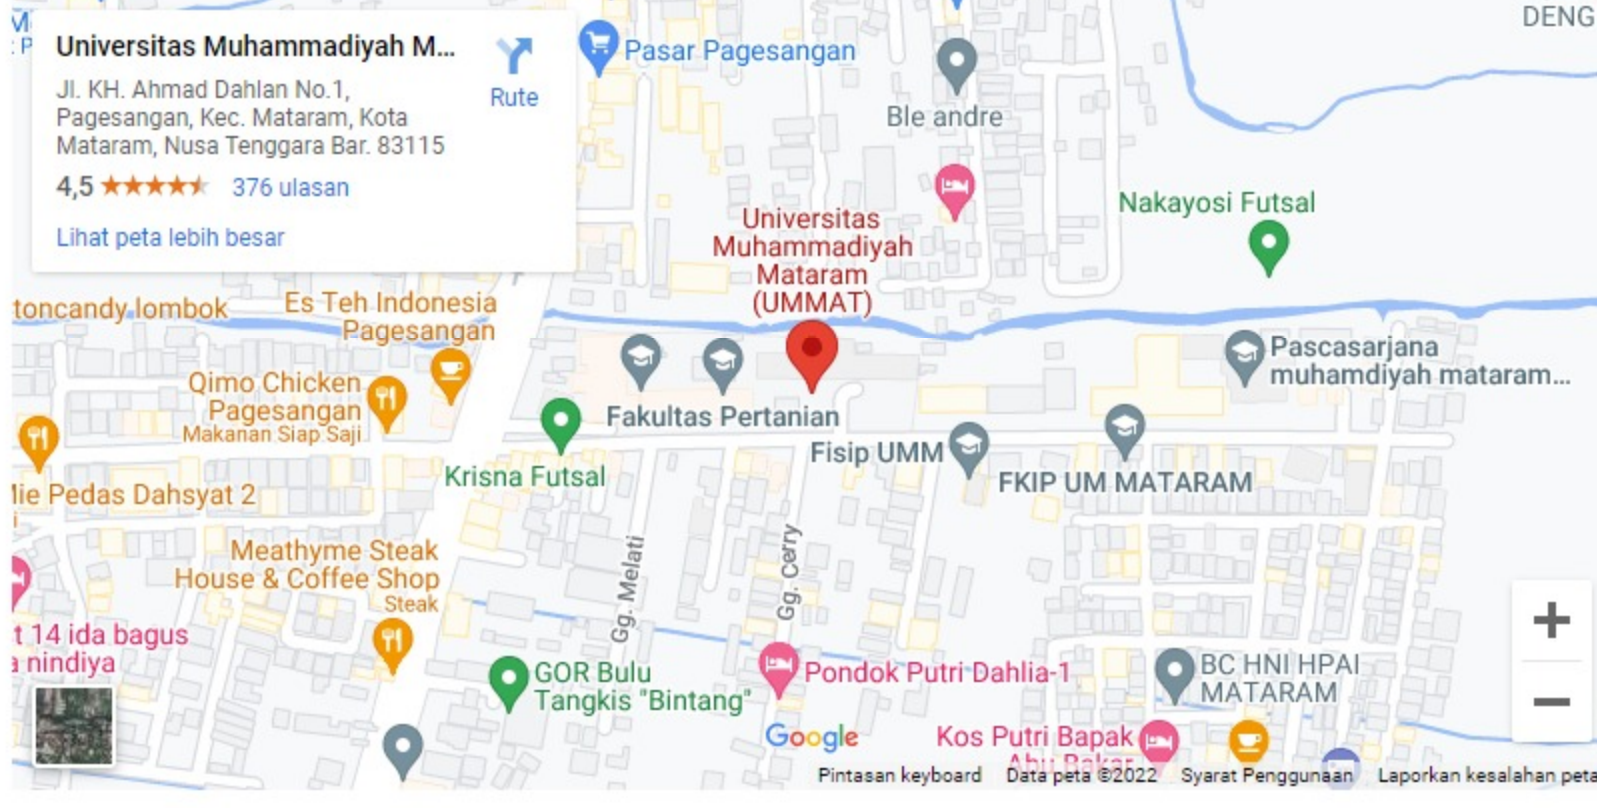 Universitas Muhammadiyah M...
Jl. KH. Ahmad Dahlan No.1,
Pagesangan, Kec. Mataram, Kota
Mataram, Nusa Tenggara Bar. 83115
4,5
376 ulasan
Lihat peta lebih besar
Rute
Pasar Pagesangan
Ble andre
DENG
Nakayosi Futsal
Universitas
Muhammadiyah
Mataram
(UMMAT)
toncandy lombok
Es Teh Indonesia
Pagesangan
Qimo Chicken
Pagesangan
Makanan Siap Saji
Fakultas Pertanian
Pascasarjana
muhamdiyah mataram...
Krisna Futsal
Fisip UMM
FKIP UM MATARAM
Pedas Dahsyat 2
Meathyme Steak
House & Coffee Shop
Steak
Gg. Melati
Gg. Cerry
t 14 ida bagus
a nindiya
GOR Bulu
Tangkis "Bintang"
Pondok Putri Dahlia-1
BC HNI HPAI
MATARAM
Google
Kos Putri Bapak
Abu Bakar
Pintasan keyboard
Data peta ©2022
Syarat Penggunaan
Laporkan kesalahan peta